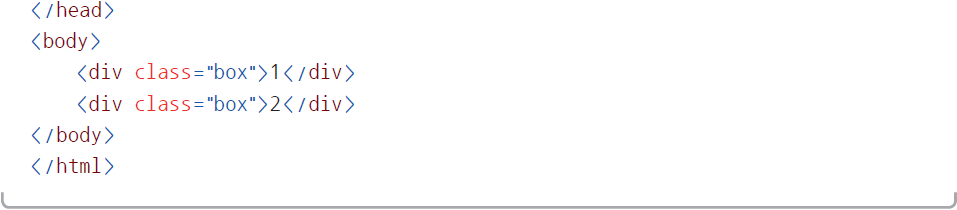 </head>
<body>
    <div class="box">1</div>
    <div class="box">2</div>
</body>
</html>